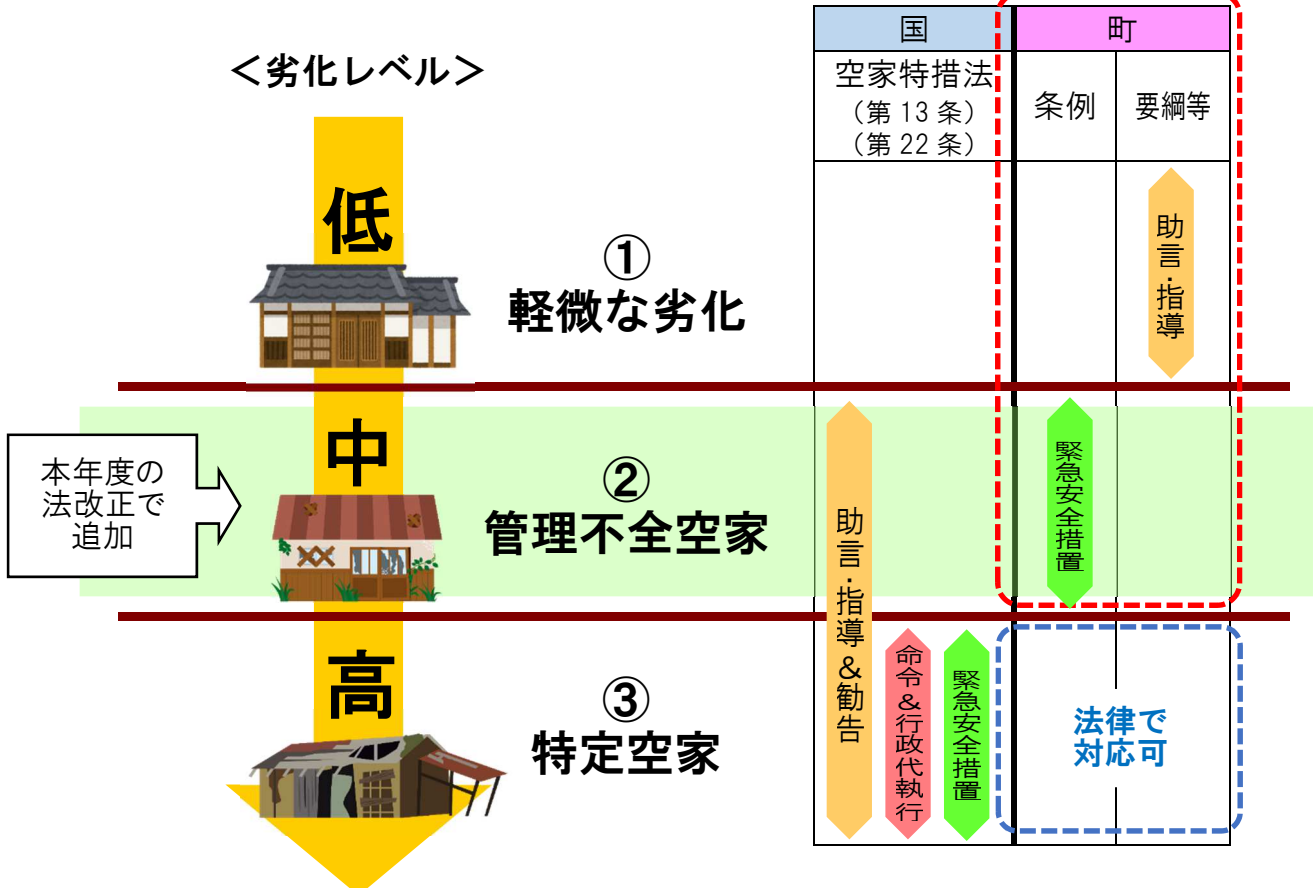 ＜劣化レベル＞
低
①
軽微な劣化
本年度の
法改正で
追加
中
②
管理不全空家
高
③
特定空家
国
町
空家特措法
（第 13 条）
（第 22 条）
条例
要綱等
助言・指導
助言・指導＆勧告
緊急安全措置
命令＆行政代執行
緊急安全措置
法律で
対応可